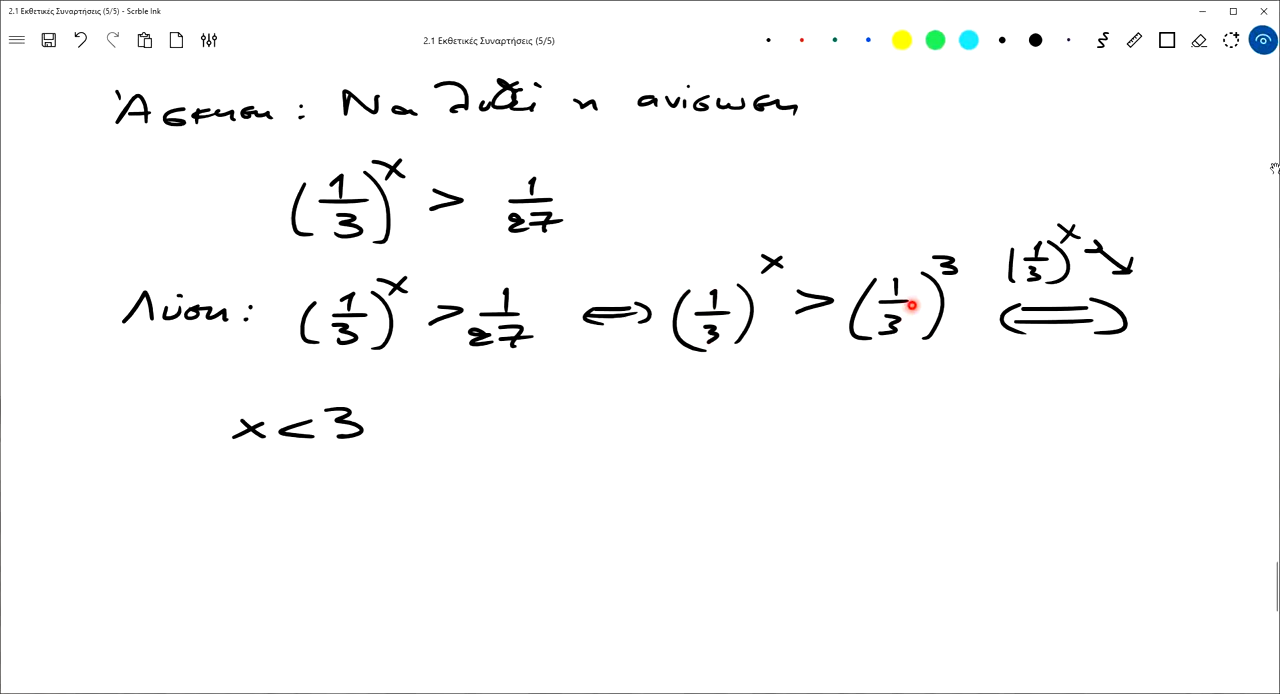 2.1 Εκθετικές Συναρτήσεις (5/5) - Scrble Ink
2.1 Εκθετικές Συναρτήσεις (5/5)
Άσκηση : Να λυθεί η ανίσωση
(1/3)^x > 1/27
Λύση : (1/3)^x > 1/27 ⟺ (1/3)^x > (1/3)^3 (1/3)^x ↘ ⟺
x < 3